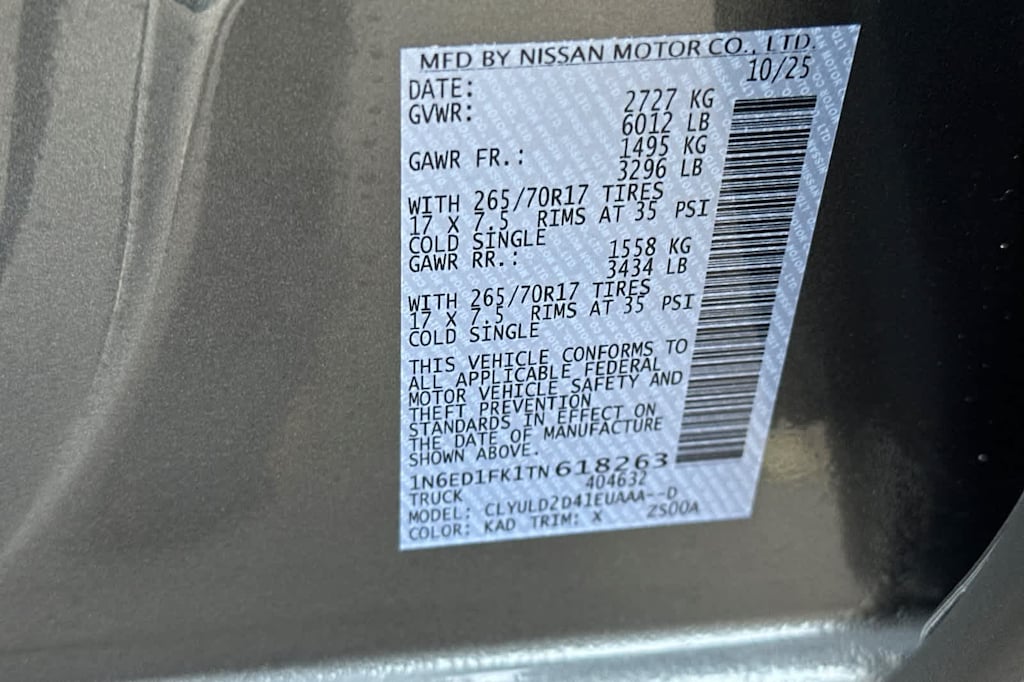 MFD BY NISSAN MOTOR CO., LTD.
DATE: 10/25
GVWR: 2727 KG
6012 LB
GAWR FR.: 1495 KG
3296 LB
WITH 265/70R17 TIRES
17 X 7.5 RIMS AT 35 PSI
COLD SINGLE
GAWR RR.: 1558 KG
3434 LB
WITH 265/70R17 TIRES
17 X 7.5 RIMS AT 35 PSI
COLD SINGLE
THIS VEHICLE CONFORMS TO
ALL APPLICABLE FEDERAL
MOTOR VEHICLE SAFETY AND
THEFT PREVENTION
STANDARDS IN EFFECT ON
THE DATE OF MANUFACTURE
SHOWN ABOVE.
1N6ED1FK1TN618263
TRUCK 404632
MODEL: CLYULD2D41EUAAA--D
COLOR: KAD TRIM: X ZS00A